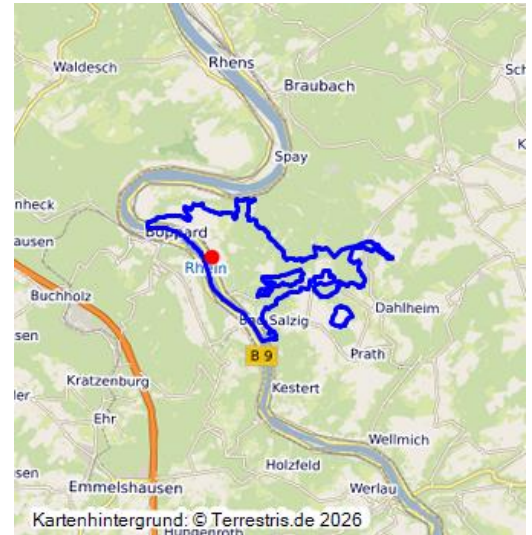 Waldesch
Rhens
Braubach
Sch
Spay
nheck
Boppard
ausen
Rhein
Buchholz
Dahlheim
Bad Salzig
B 9
Prath
Kratzenburg
Kestert
ler
Ehr
Wellmich
Holzfeld
sen
Emmelshausen
Werlau
Kartenhintergrund: © Terrestris.de 2026
Hungenroth